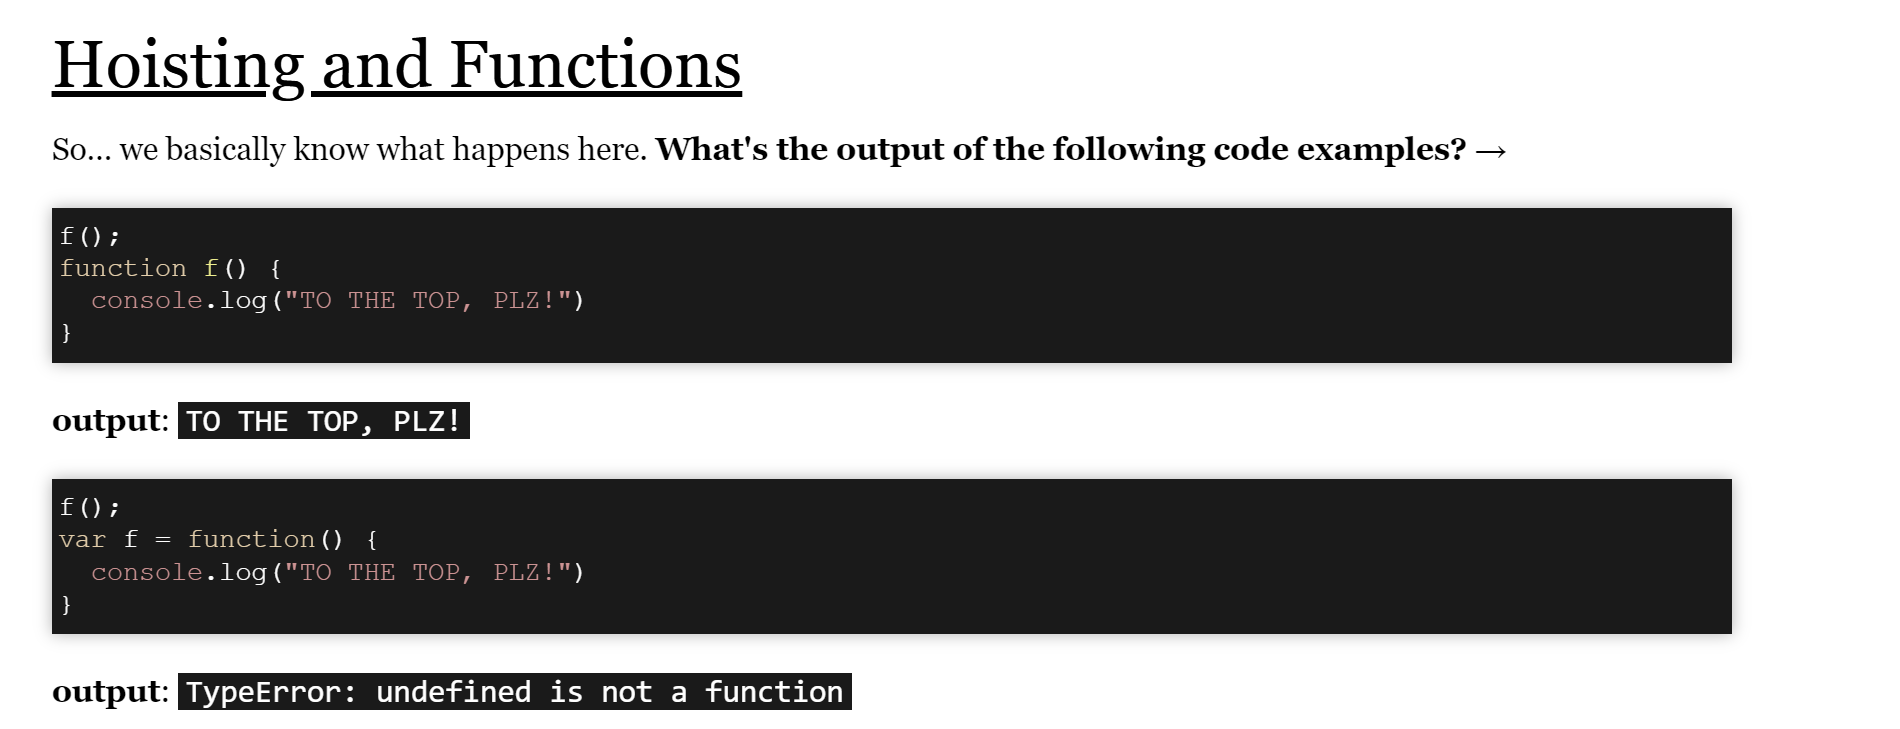 Hoisting and Functions
So... we basically know what happens here. What's the output of the following code examples? →
f();
function f() {
  console.log("TO THE TOP, PLZ!")
}
output: TO THE TOP, PLZ!
f();
var f = function() {
  console.log("TO THE TOP, PLZ!")
}
output: TypeError: undefined is not a function